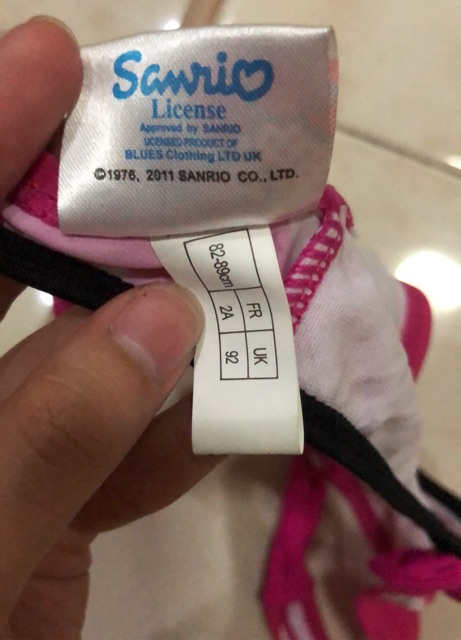 Sanrio
License
Approved by SANRIO
LICENSED PRODUCT OF
BLUES Clothing LTD UK
©1976, 2011 SANRIO CO., LTD.
82-89cm
FR 2A
UK 92